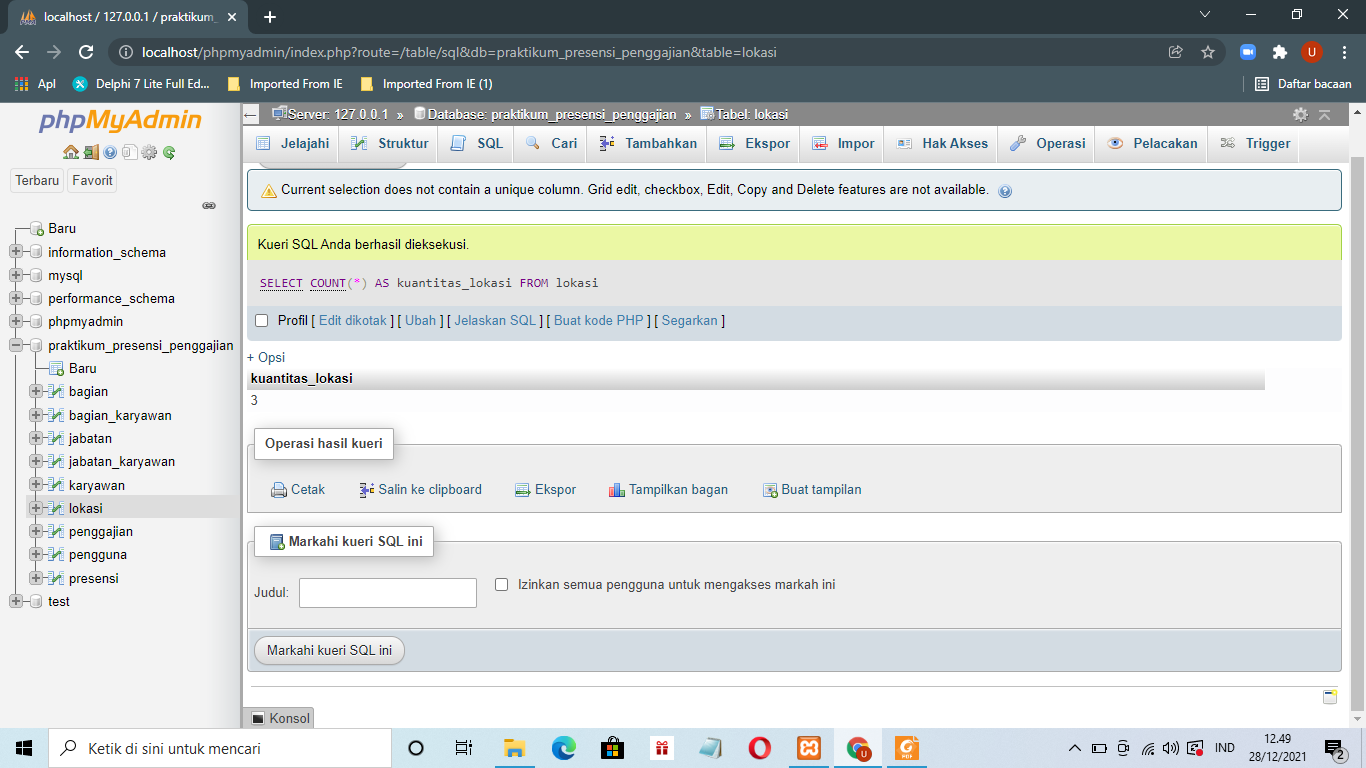 localhost / 127.0.0.1 / praktikum_
localhost/phpmyadmin/index.php?route=/table/sql&db=praktikum_presensi_penggajian&table=lokasi
U
Apl Delphi 7 Lite Full Ed... Imported From IE Imported From IE (1) Daftar bacaan
phpMyAdmin
Terbaru Favorit
Baru
information_schema
mysql
performance_schema
phpmyadmin
praktikum_presensi_penggajian
Baru
bagian
bagian_karyawan
jabatan
jabatan_karyawan
karyawan
lokasi
penggajian
pengguna
presensi
test
Server: 127.0.0.1 » Database: praktikum_presensi_penggajian » Tabel: lokasi
Jelajahi Struktur SQL Cari Tambahkan Ekspor Impor Hak Akses Operasi Pelacakan Trigger
Current selection does not contain a unique column. Grid edit, checkbox, Edit, Copy and Delete features are not available.
Kueri SQL Anda berhasil dieksekusi.
SELECT COUNT(*) AS kuantitas_lokasi FROM lokasi
Profil [ Edit dikotak ] [ Ubah ] [ Jelaskan SQL ] [ Buat kode PHP ] [ Segarkan ]
+ Opsi
kuantitas_lokasi
3
Operasi hasil kueri
Cetak Salin ke clipboard Ekspor Tampilkan bagan Buat tampilan
Markahi kueri SQL ini
Judul: Izinkan semua pengguna untuk mengakses markah ini
Markahi kueri SQL ini
Konsol
Ketik di sini untuk mencari
U
PDF
IND
12.49
28/12/2021
2